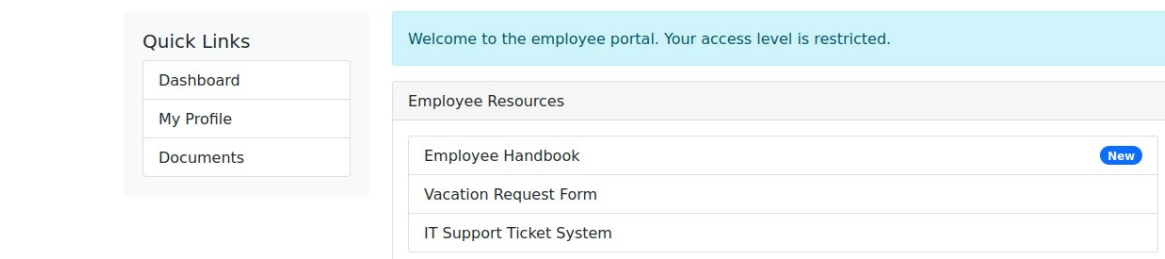 Quick Links
Dashboard
My Profile
Documents
Welcome to the employee portal. Your access level is restricted.
Employee Resources
Employee Handbook New
Vacation Request Form
IT Support Ticket System